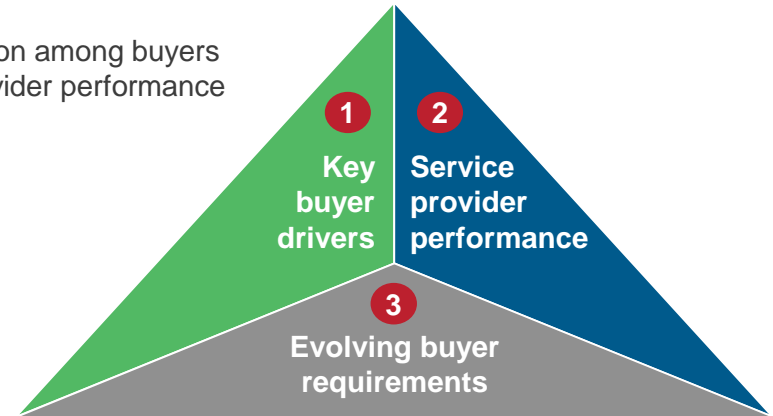 on among buyers
vider performance
1
Key
buyer
drivers
2
Service
provider
performance
3
Evolving buyer
requirements